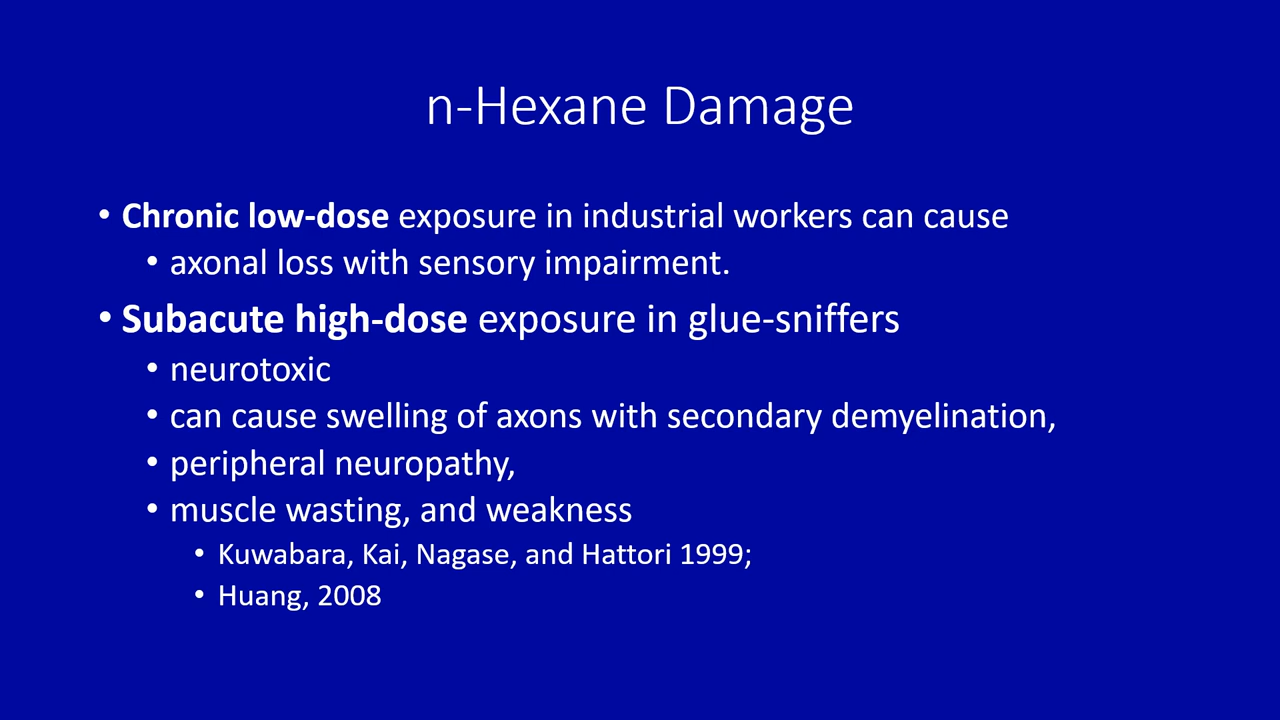 n-Hexane Damage
• Chronic low-dose exposure in industrial workers can cause
• axonal loss with sensory impairment.
• Subacute high-dose exposure in glue-sniffers
• neurotoxic
• can cause swelling of axons with secondary demyelination,
• peripheral neuropathy,
• muscle wasting, and weakness
• Kuwabara, Kai, Nagase, and Hattori 1999;
• Huang, 2008